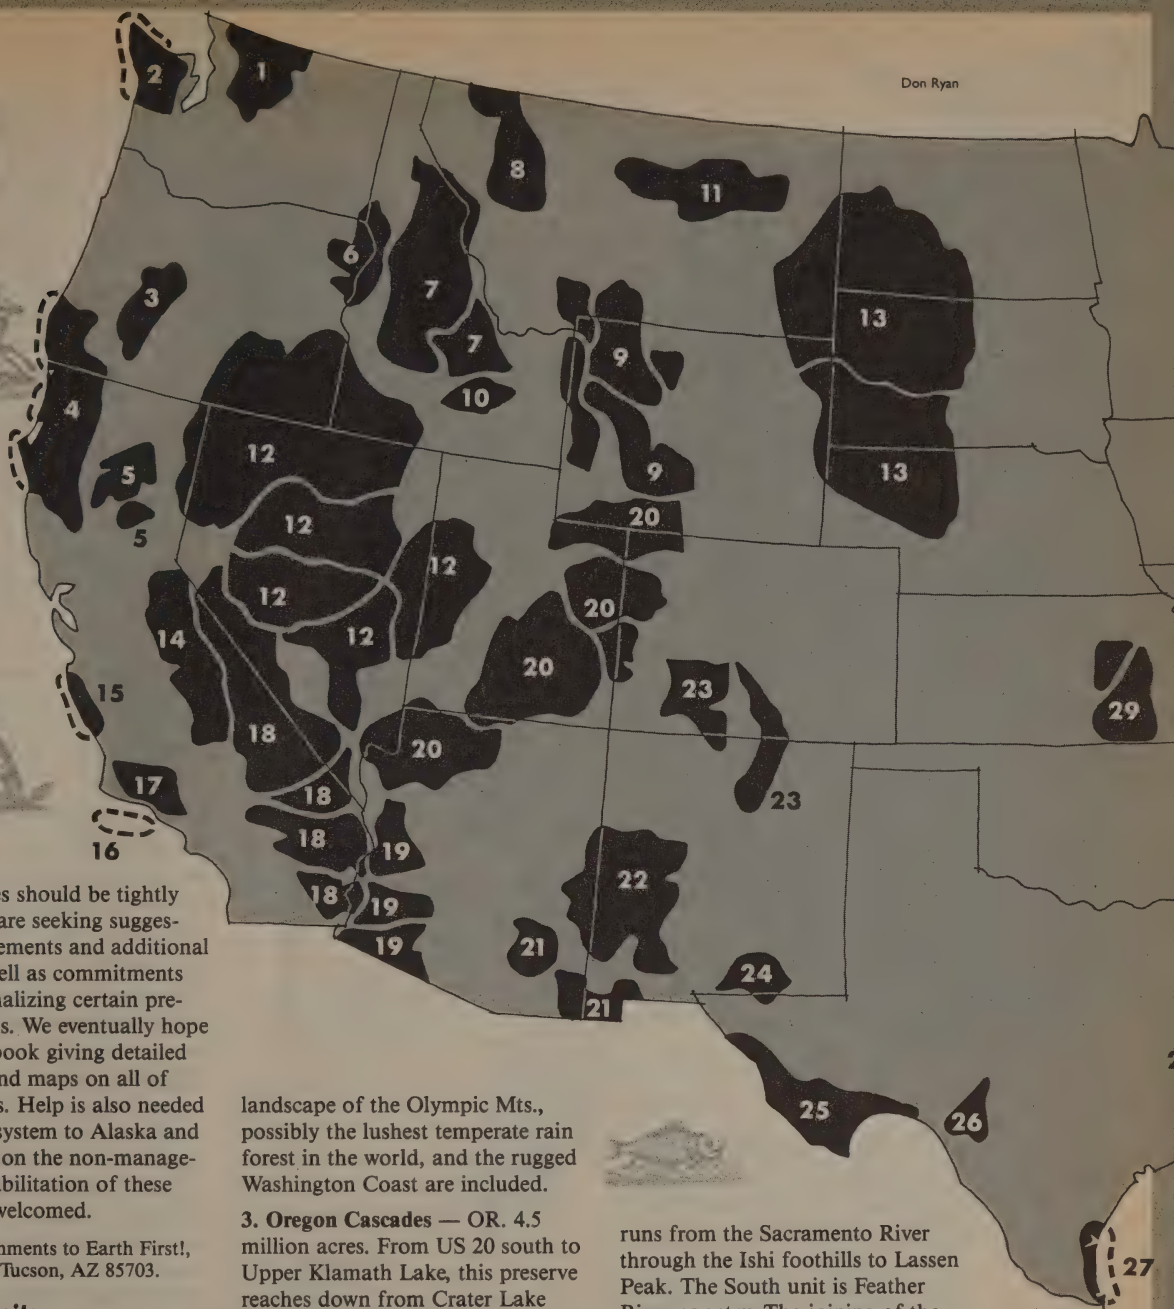 Don Ryan
2
1
8
11
6
3
7
13
7
9
4
10
12
5
9
13
5
12
20
12
12
20
14
12
20
23
15
29
18
20
17
18
23
16
18
19
22
18
19
19
21
24
21
25
26
27
es should be tightly
are seeking sugges-
ements and additional
ell as commitments
nalizing certain pre-
s. We eventually hope
book giving detailed
nd maps on all of
s. Help is also needed
system to Alaska and
on the non-manage-
bilitation of these
welcomed.
nments to Earth First!,
Tucson, AZ 85703.
landscape of the Olympic Mts.,
possibly the lushest temperate rain
forest in the world, and the rugged
Washington Coast are included.
3. Oregon Cascades — OR. 4.5
million acres. From US 20 south to
Upper Klamath Lake, this preserve
reaches down from Crater Lake
runs from the Sacramento River
through the Ishi foothills to Lassen
Peak. The South unit is Feather